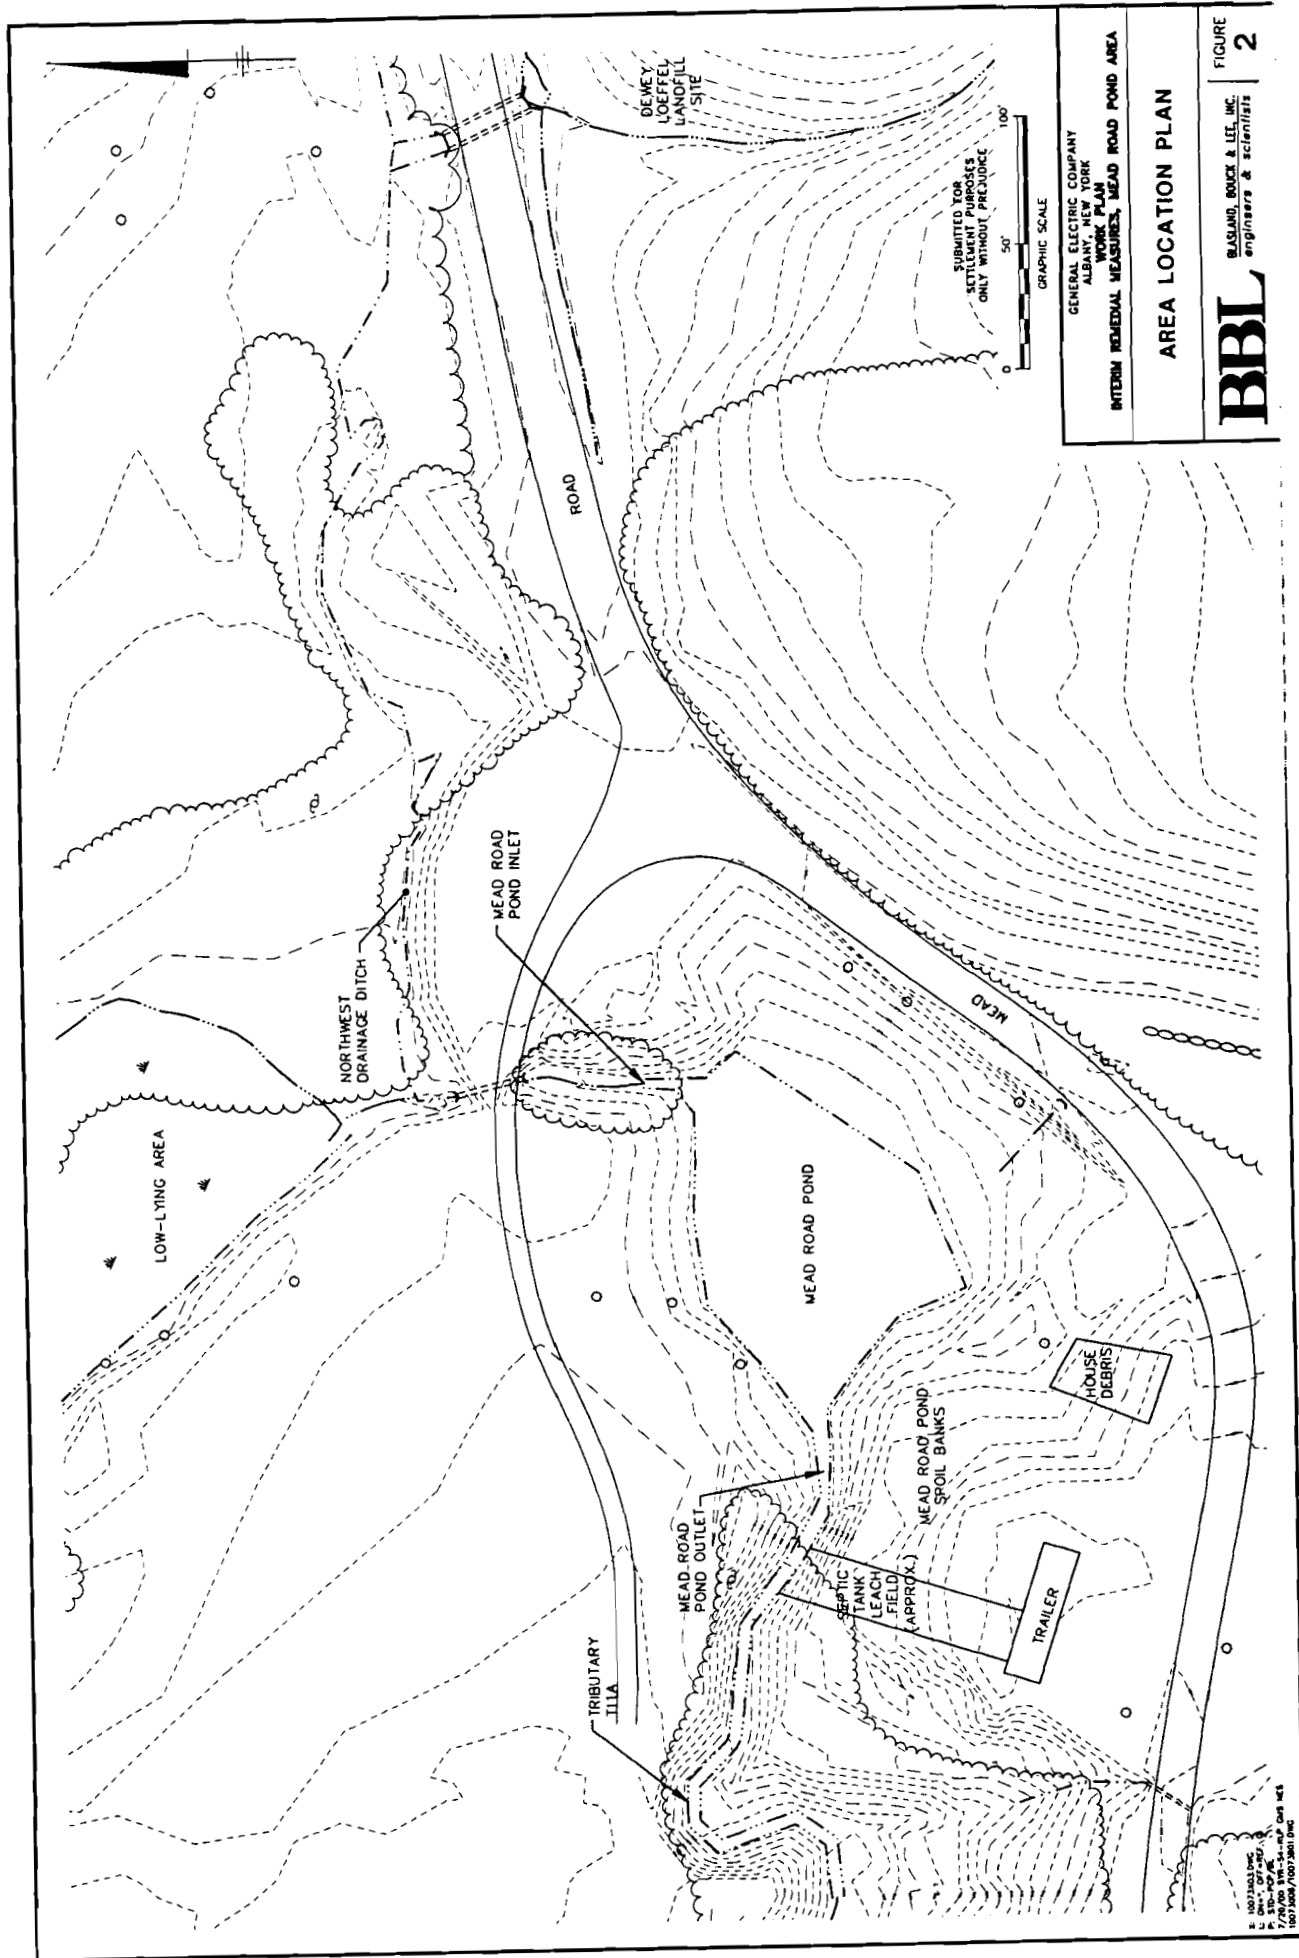 DEWEY
LOEFFEL
LANDFILL
SITE
ROAD
MEAD ROAD
POND INLET
NORTHWEST
DRAINAGE DITCH
LOW-LYING AREA
MEAD
MEAD ROAD POND
HOUSE
DEBRIS
MEAD ROAD POND
SPOIL BANKS
MEAD ROAD
POND OUTLET
SEPTIC
TANK
LEACH
FIELD
(APPROX.)
TRAILER
TRIBUTARY
T11A
SUBMITTED FOR
SETTLEMENT PURPOSES
ONLY WITHOUT PREJUDICE
0 50' 100'
GRAPHIC SCALE
GENERAL ELECTRIC COMPANY
ALBANY, NEW YORK
WORK PLAN
INTERIM REMEDIAL MEASURES, MEAD ROAD POND AREA
AREA LOCATION PLAN
BBL
BLASLAND, BOUCK & LEE, INC.
engineers & scientists
FIGURE
2